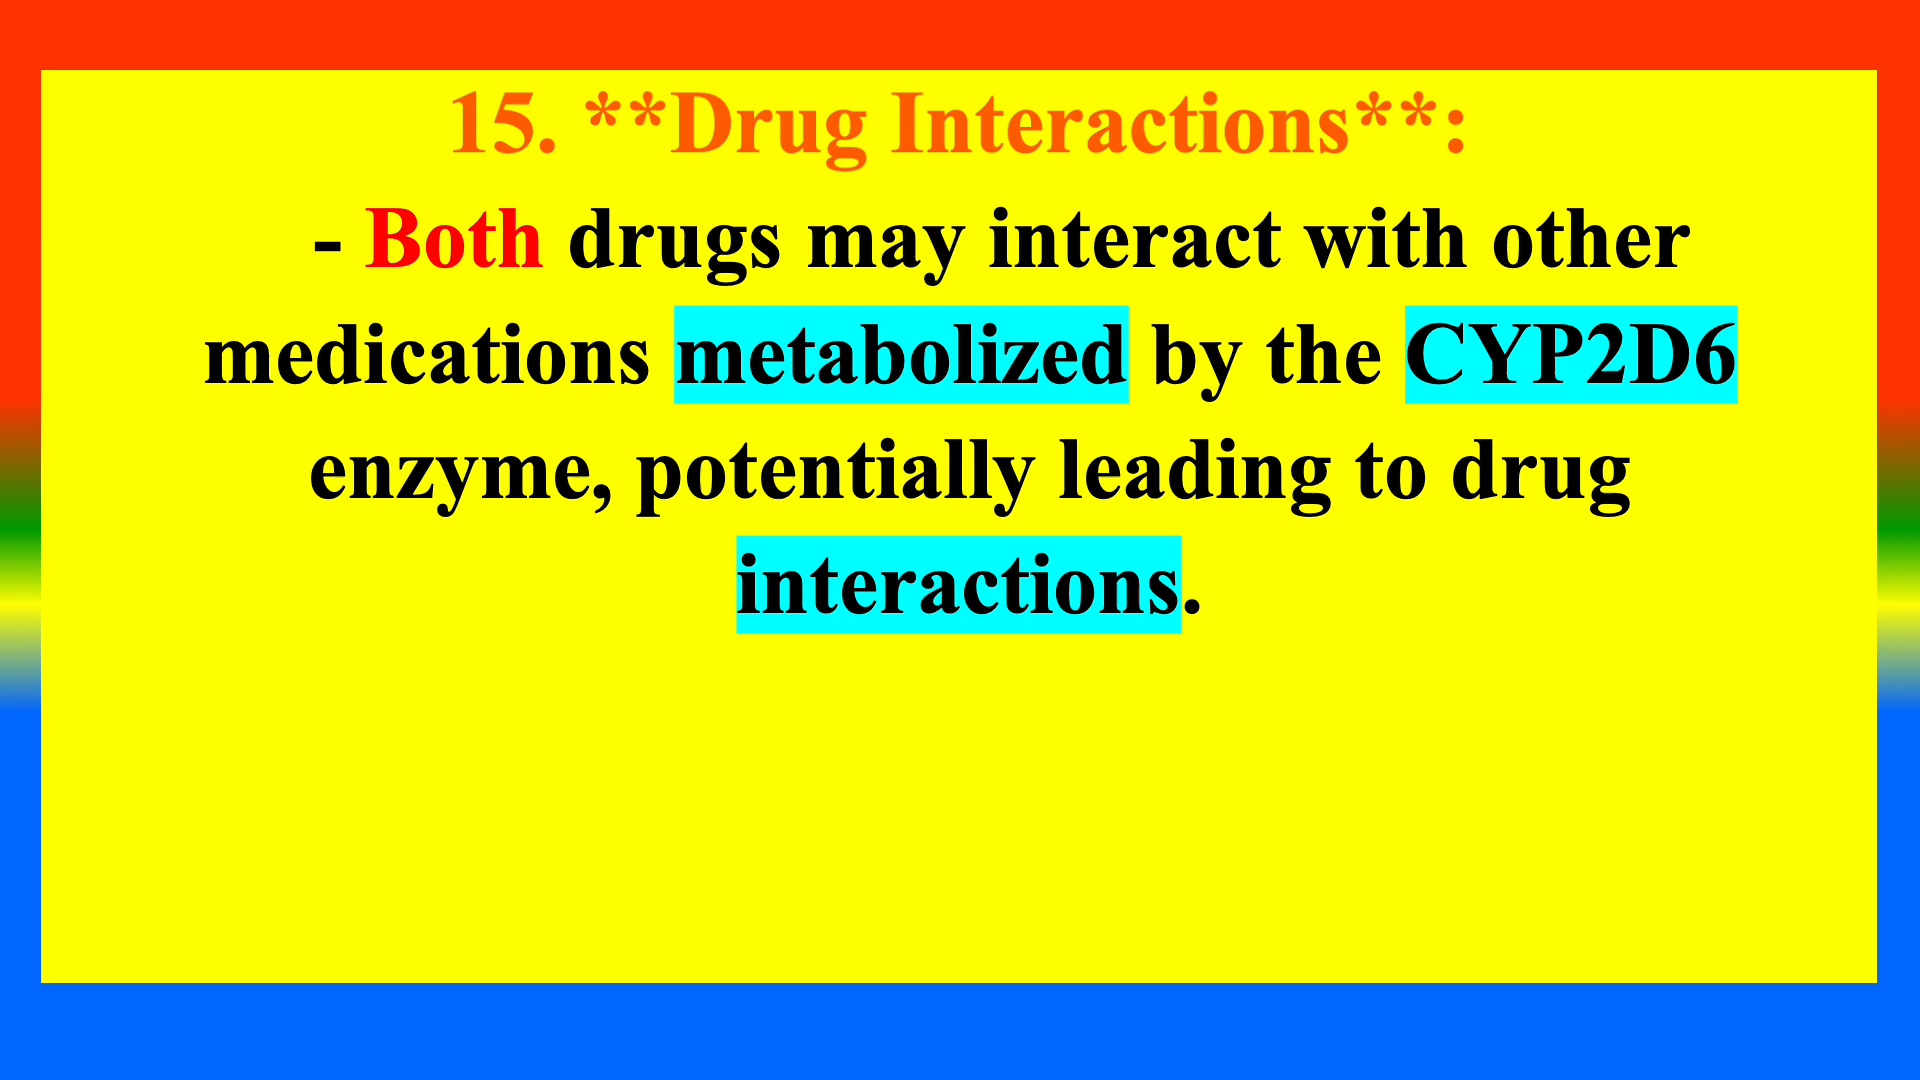 15. **Drug Interactions**:
- Both drugs may interact with other
medications metabolized by the CYP2D6
enzyme, potentially leading to drug
interactions.